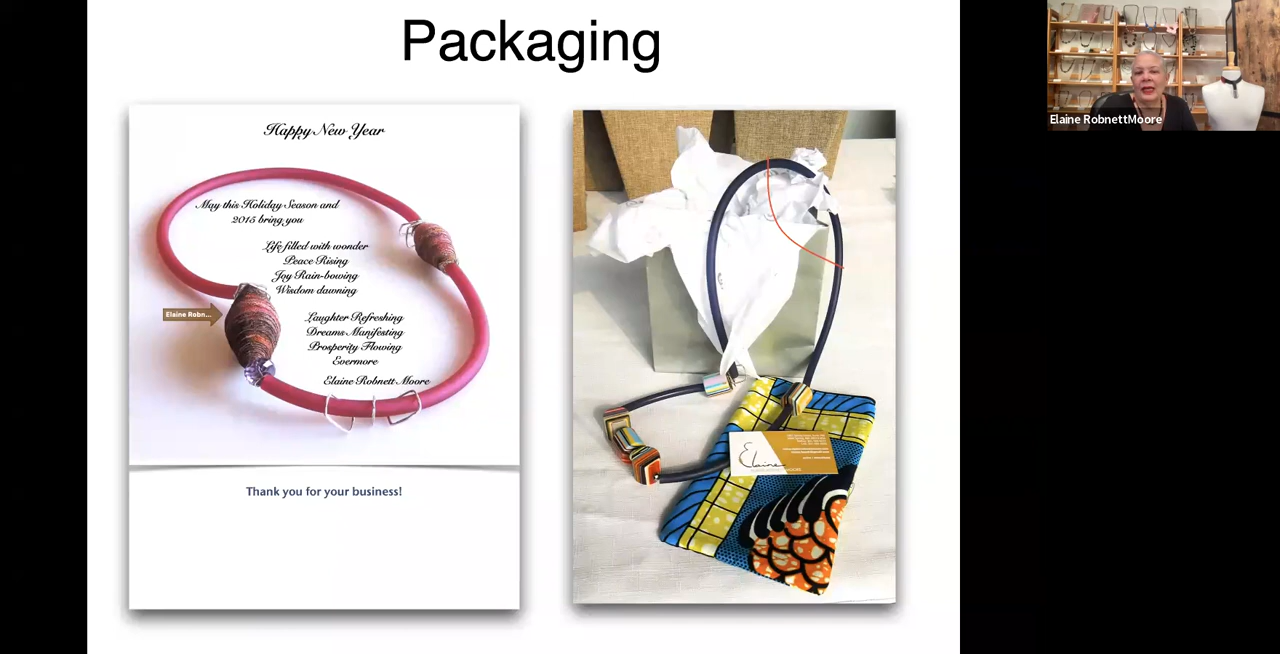 Packaging
Elaine RobnettMoore
Happy New Year
May this Holiday Season and
2015 bring you
Life filled with wonder
Peace Rising
Joy Rain-bowing
Wisdom dawning
Elaine Robn...
Laughter Refreshing
Dreams Manifesting
Prosperity Flowing
Evermore
Elaine Robnett Moore
Thank you for your business!
Elaine